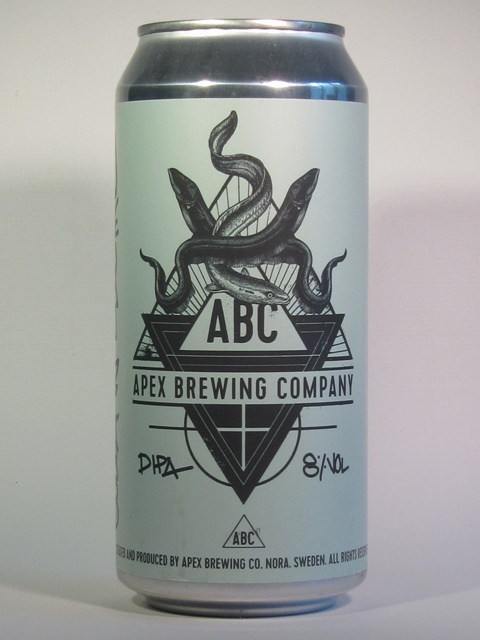 ABC
APEX BREWING COMPANY
DIPA 8%VOL
ABC
AND PRODUCED BY APEX BREWING CO. NORA. SWEDEN. ALL RIGHTS